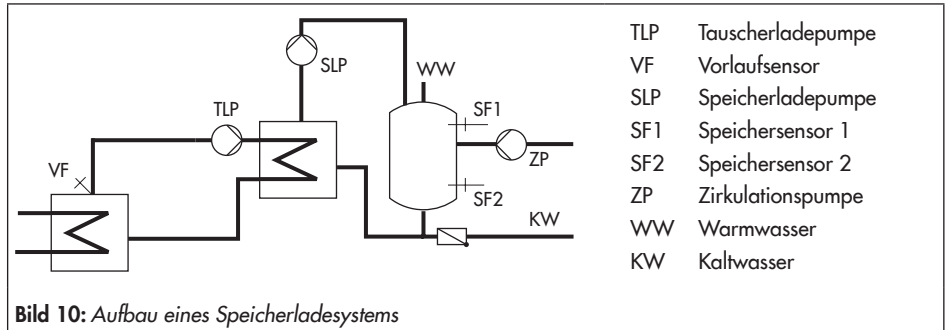 TLP Tauscherladepumpe
VF Vorlaufsensor
SLP Speicherladepumpe
SF1 Speichersensor 1
SF2 Speichersensor 2
ZP Zirkulationspumpe
WW Warmwasser
KW Kaltwasser
SLP
WW
TLP
SF1
VF
ZP
SF2
KW
Bild 10: Aufbau eines Speicherladesystems